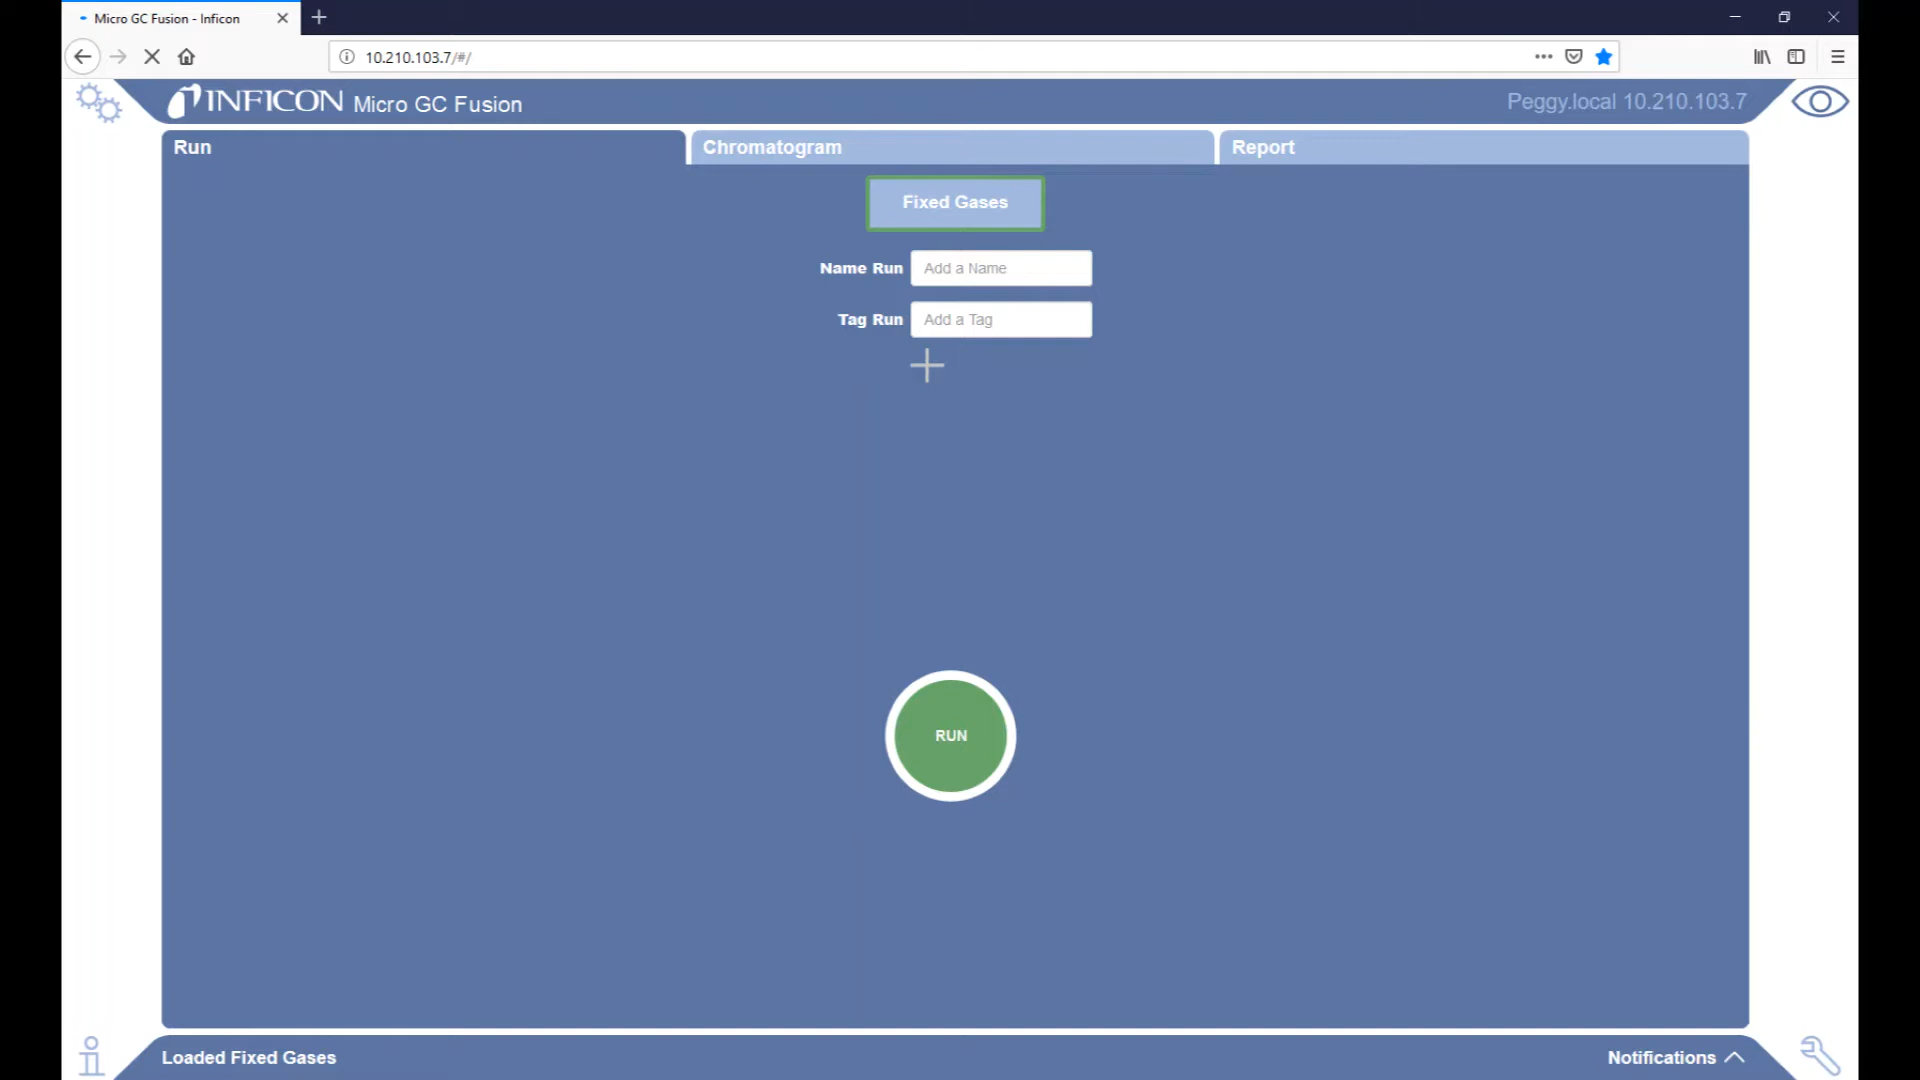 Micro GC Fusion - Inficon
10.210.103.7/#/
INFICON Micro GC Fusion
Peggy.local 10.210.103.7
Run
Chromatogram
Report
Fixed Gases
Name Run
Add a Name
Tag Run
Add a Tag
RUN
Loaded Fixed Gases
Notifications